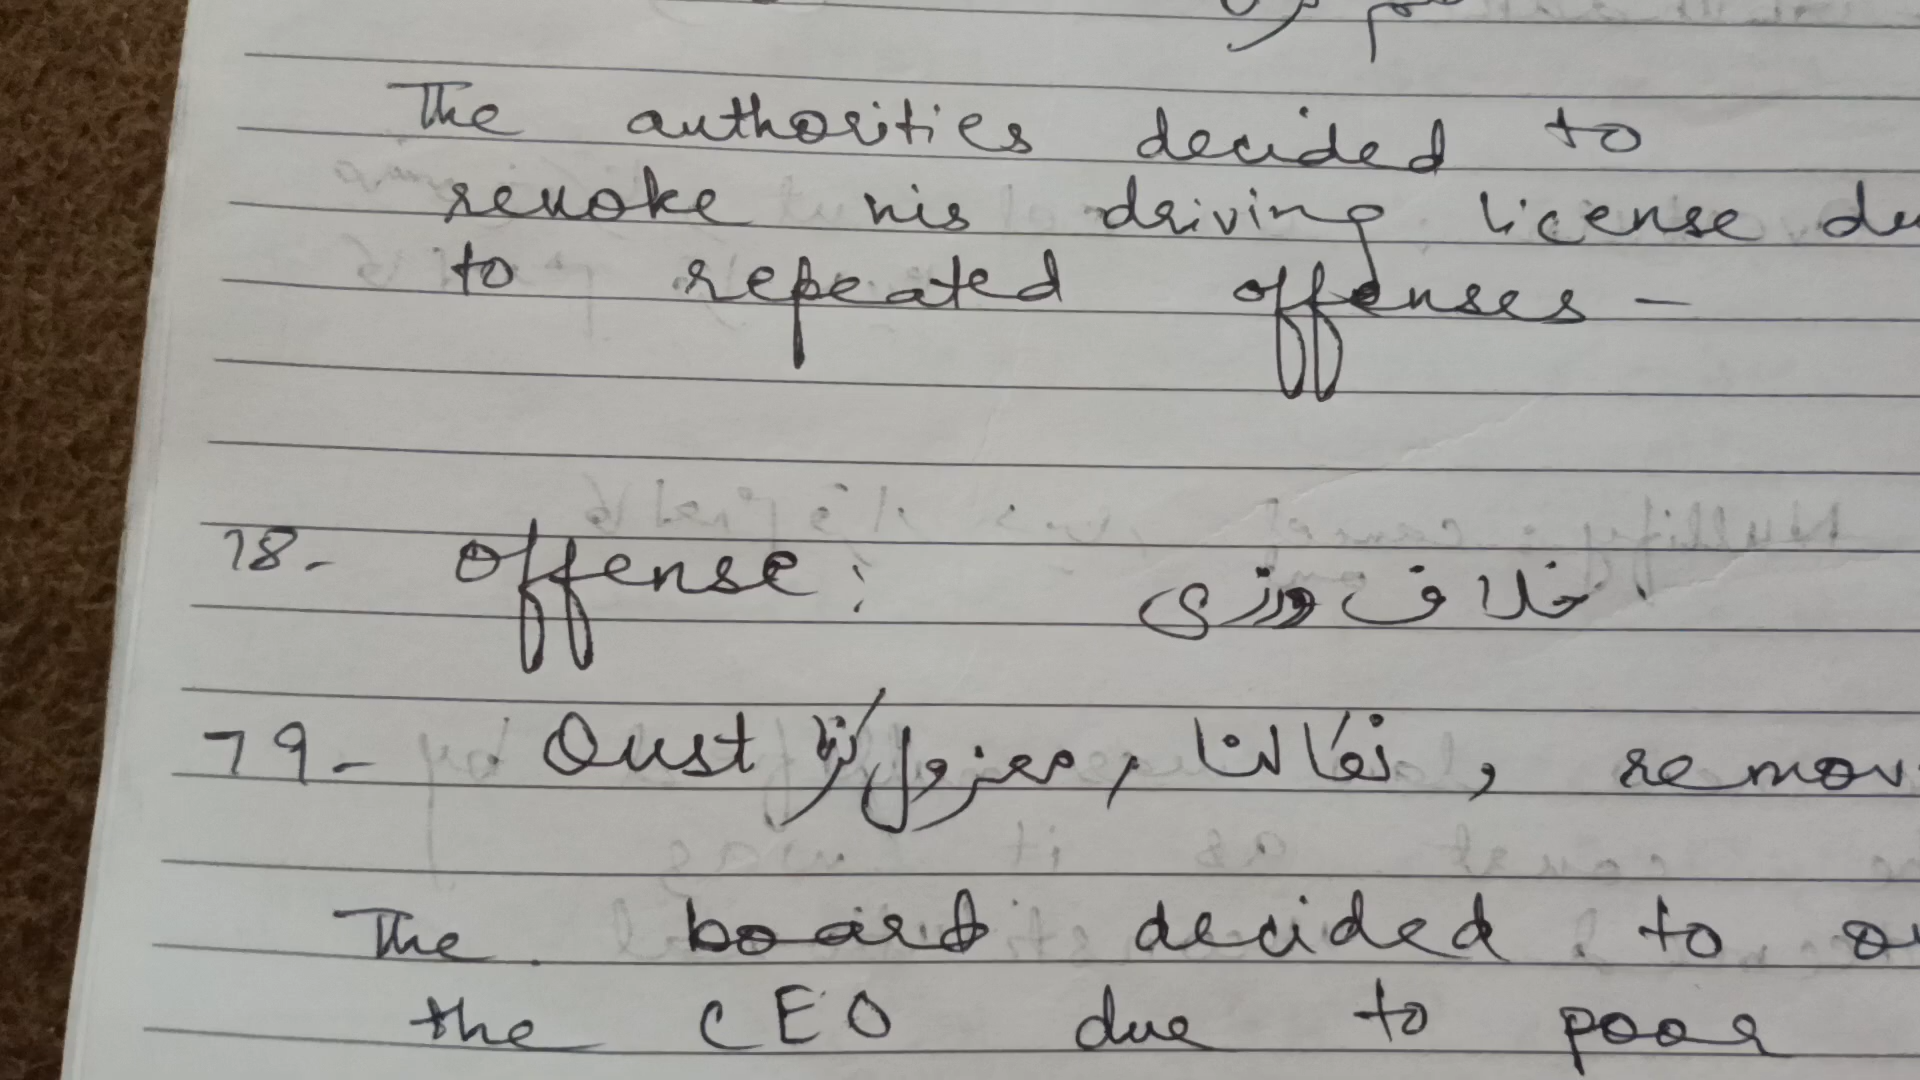 The authorities decided to
revoke his driving license
to repeated offenses –
78- Offense: خلاف ورزی
79- Oust معزول کرنا , نکالنا ,
The board decided to
the CEO due to poor